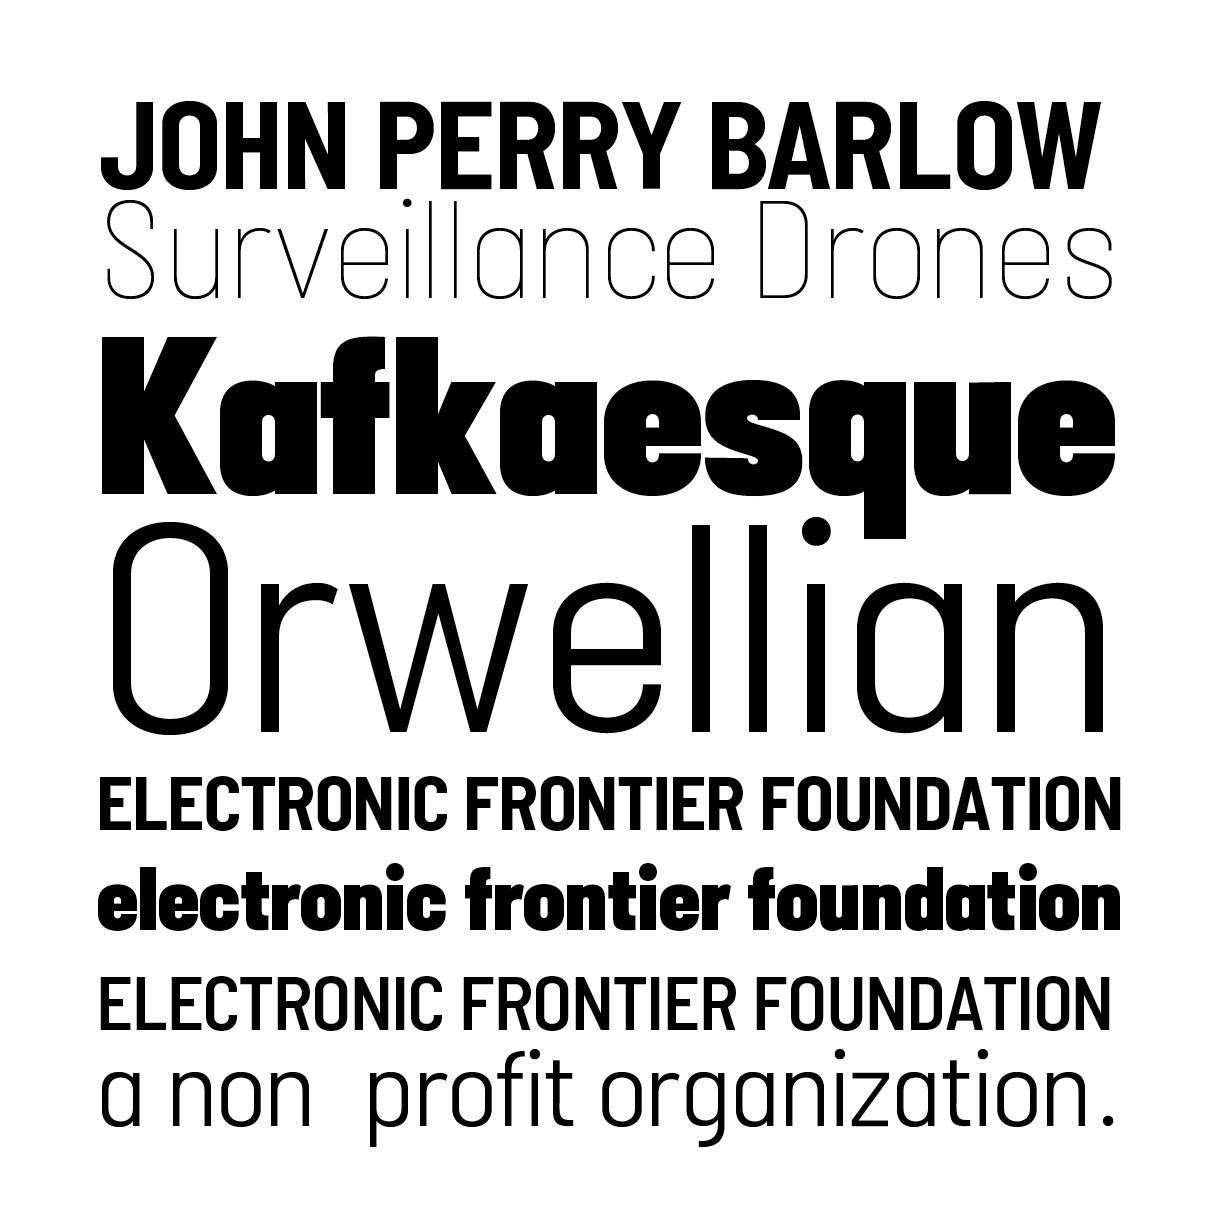 JOHN PERRY BARLOW
Surveillance Drones
Kafkaesque
Orwellian
ELECTRONIC FRONTIER FOUNDATION
electronic frontier foundation
ELECTRONIC FRONTIER FOUNDATION
a non  profit organization.